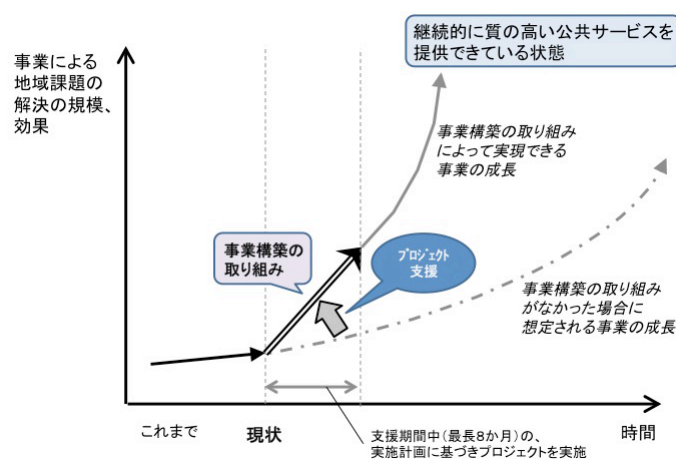 継続的に質の高い公共サービスを
提供できている状態
事業による
地域課題の
解決の規模、
効果
事業構築の取り組み
によって実現できる
事業の成長
事業構築の
取り組み
プロジェクト
支援
事業構築の取り組み
がなかった場合に
想定される事業の成長
これまで
現状
支援期間中(最長8か月)の、
実施計画に基づきプロジェクトを実施
時間